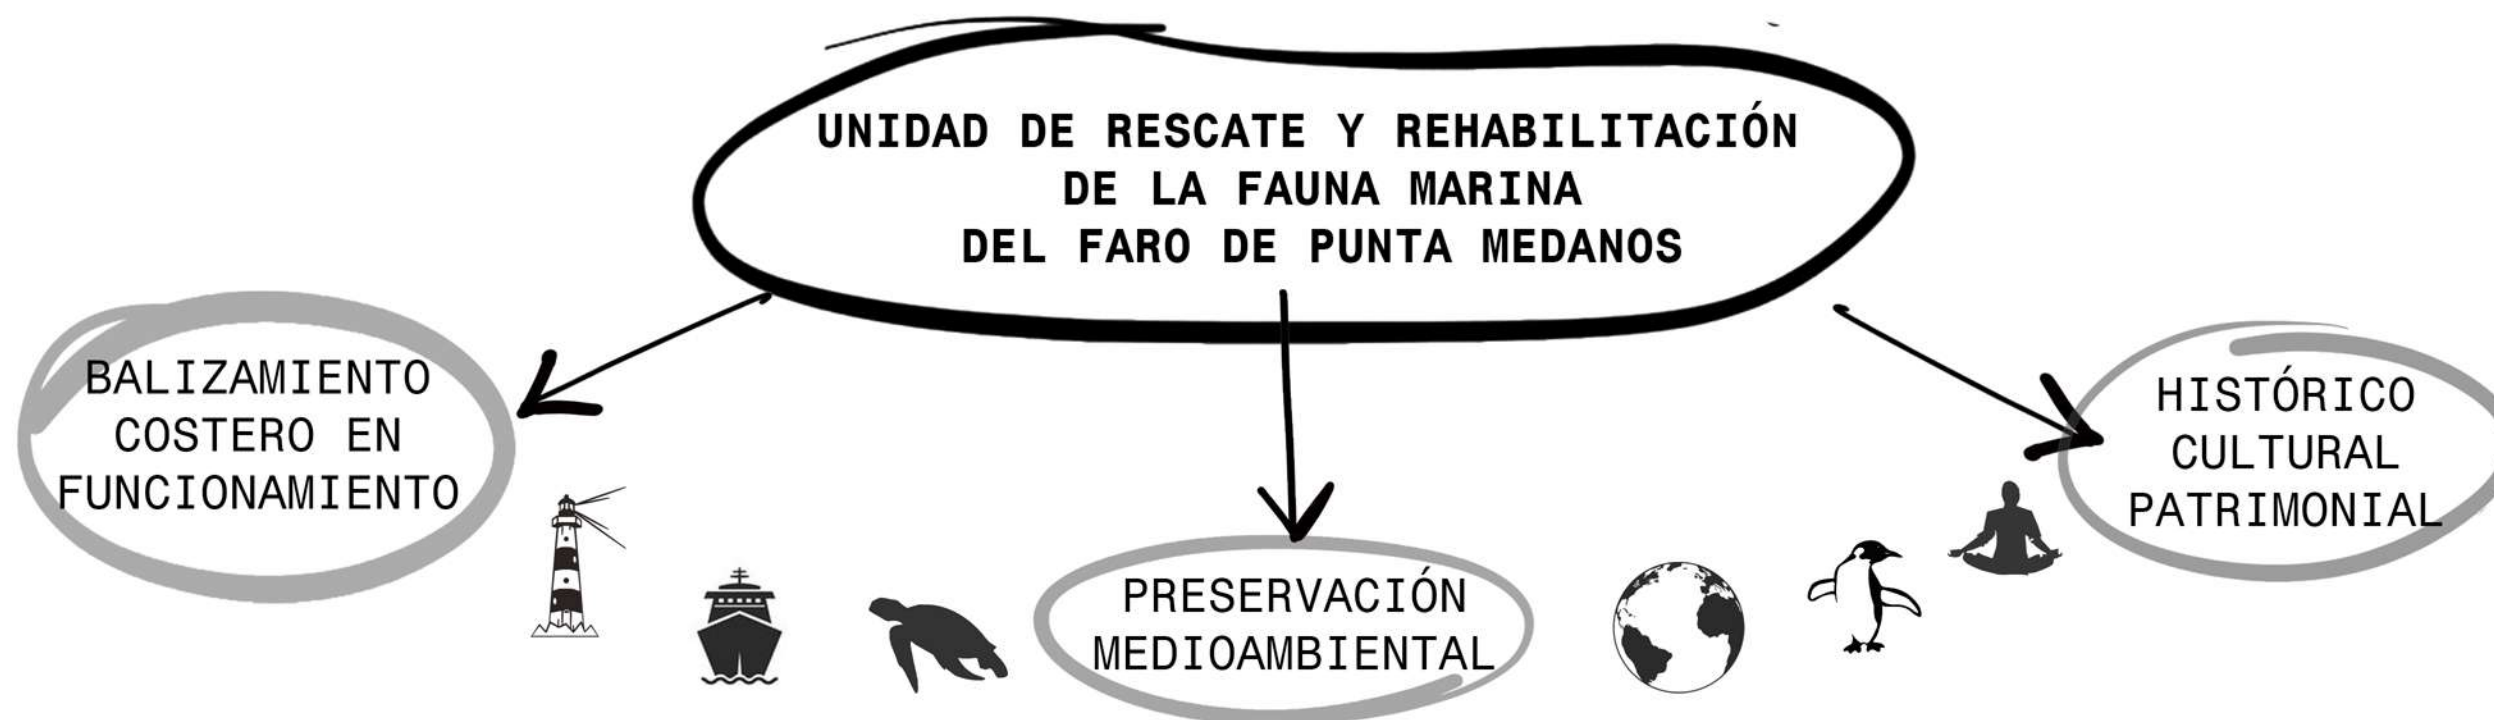 UNIDAD DE RESCATE Y REHABILITACIÓN
DE LA FAUNA MARINA
DEL FARO DE PUNTA MEDANOS
BALIZAMIENTO
COSTERO EN
FUNCIONAMIENTO
PRESERVACIÓN
MEDIOAMBIENTAL
HISTÓRICO
CULTURAL
PATRIMONIAL